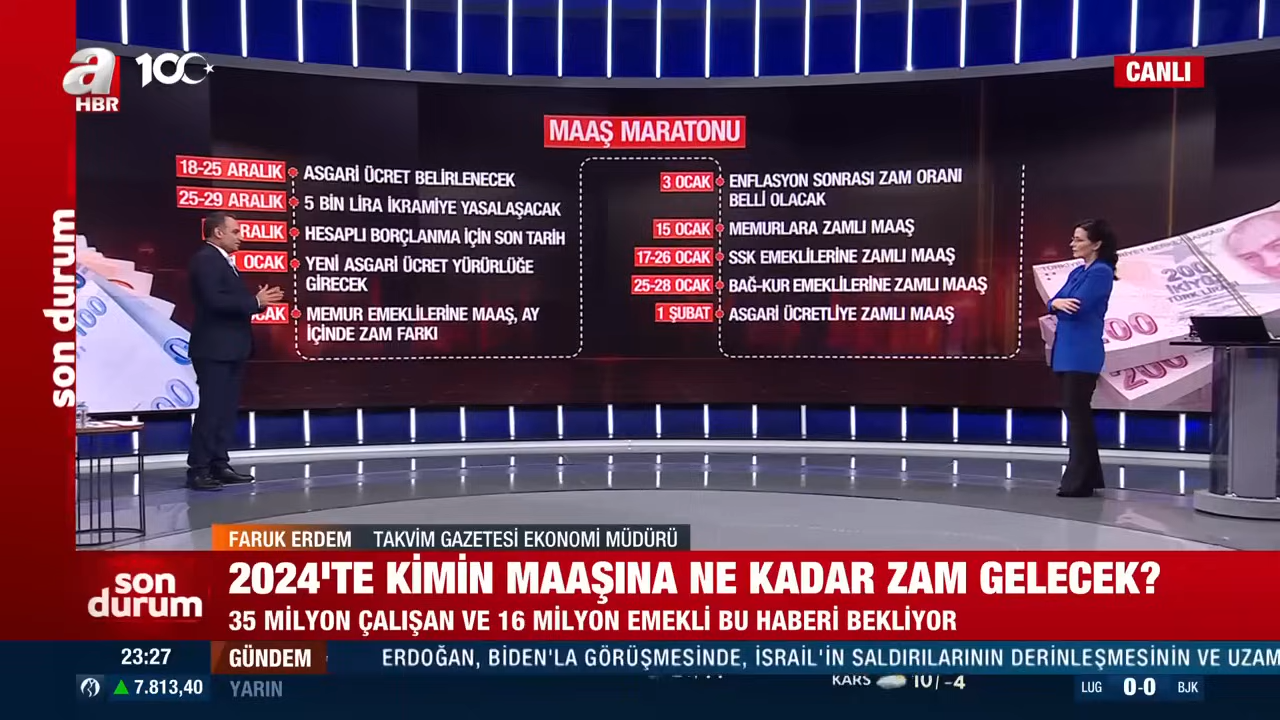 a
HBR
100
CANLI
son durum
MAAŞ MARATONU
18-25 ARALIK
ASGARİ ÜCRET BELİRLENECEK
25-29 ARALIK
5 BİN LİRA İKRAMİYE YASALAŞACAK
HESAPLI BORÇLANMA İÇİN SON TARİH
OCAK
YENİ ASGARİ ÜCRET YÜRÜRLÜĞE
GİRECEK
MEMUR EMEKLİLERİNE MAAŞ, AY
İÇİNDE ZAM FARKI
3 OCAK
ENFLASYON SONRASI ZAM ORANI
BELLİ OLACAK
15 OCAK
MEMURLARA ZAMLI MAAŞ
17-26 OCAK
SSK EMEKLİLERİNE ZAMLI MAAŞ
25-28 OCAK
BAĞ-KUR EMEKLİLERİNE ZAMLI MAAŞ
1 ŞUBAT
ASGARİ ÜCRETLİYE ZAMLI MAAŞ
100
200
200
200
FARUK ERDEM TAKVİM GAZETESİ EKONOMİ MÜDÜRÜ
son
durum
2024'TE KİMİN MAAŞINA NE KADAR ZAM GELECEK?
35 MİLYON ÇALIŞAN VE 16 MİLYON EMEKLİ BU HABERİ BEKLİYOR
23:27
GÜNDEM
ERDOĞAN, BIDEN'LA GÖRÜŞMESİNDE, İSRAİL'İN SALDIRILARININ DERİNLEŞMESİNİN VE UZAM
7.813,40
YARIN
KARS
10/-4
LUG 0-0 BJK